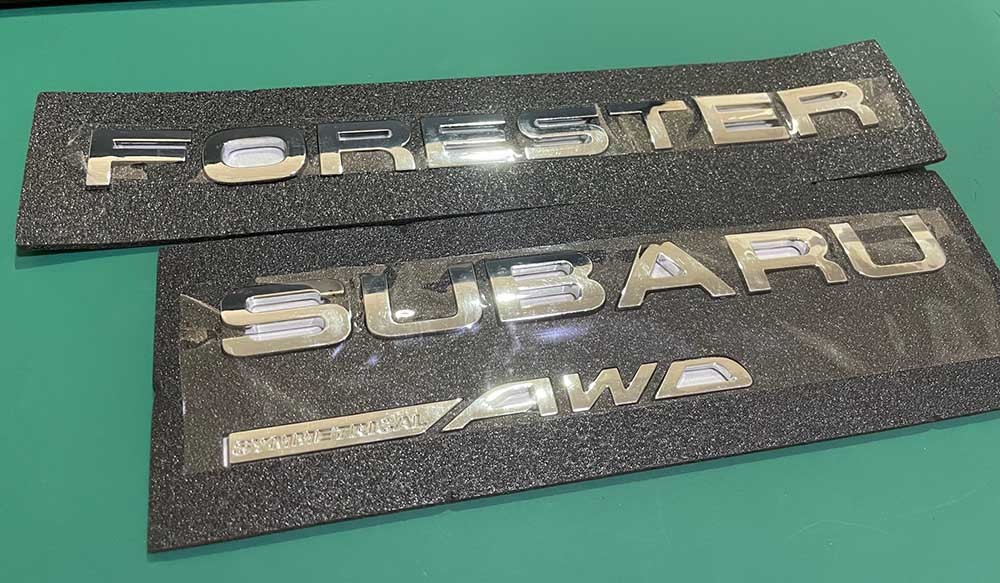 FORESTER
SUBARU
SYMMETRICAL AWD